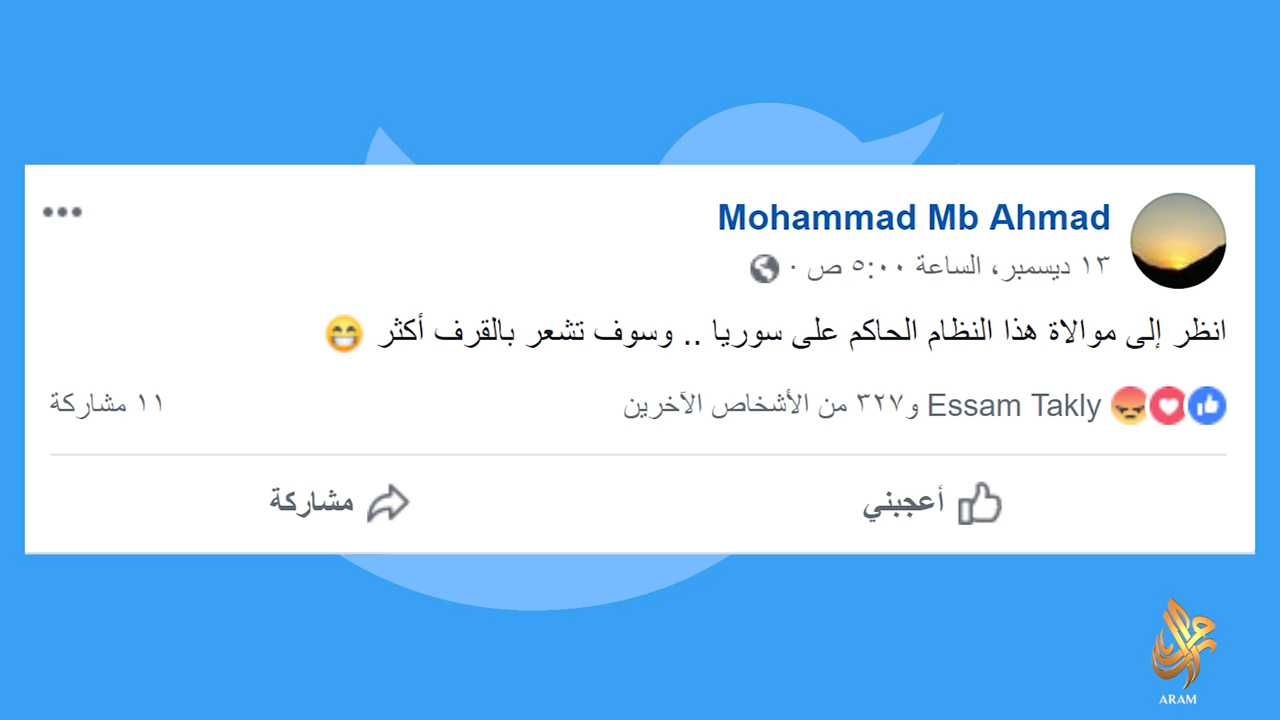 Mohammad Mb Ahmad
١٣ ديسمبر، الساعة ٥:٠٠ ص ·
انظر إلى موالاة هذا النظام الحاكم على سوريا .. وسوف تشعر بالقرف أكثر 😁
Essam Takly و٣٢٧ من الأشخاص الآخرين
١١ مشاركة
أعجبني
مشاركة
ARAM